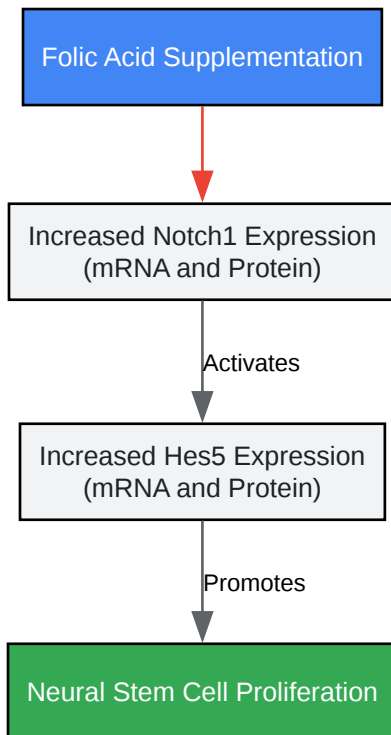 Folic Acid Supplementation
Increased Notch1 Expression
(mRNA and Protein)
Activates
Increased Hes5 Expression
(mRNA and Protein)
Promotes
Neural Stem Cell Proliferation